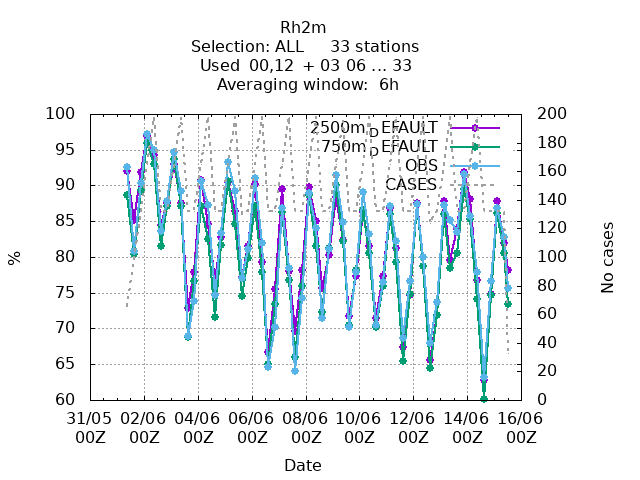 Rh2m
Selection: ALL 33 stations
Used 00,12 + 03 06 ... 33
Averaging window: 6h
100
95
90
85
80
75
70
65
60
%
200
180
160
140
120
100
80
60
40
20
0
No cases
2500m_DEFAULT
750m_DEFAULT
OBS
CASES
31/05 02/06 04/06 06/06 08/06 10/06 12/06 14/06 16/06
00Z 00Z 00Z 00Z 00Z 00Z 00Z 00Z 00Z
Date